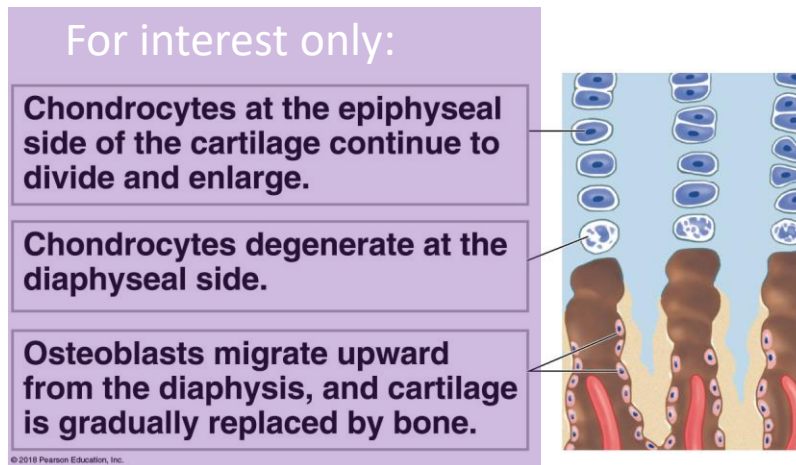 For interest only:
Chondrocytes at the epiphyseal
side of the cartilage continue to
divide and enlarge.
Chondrocytes degenerate at the
diaphyseal side.
Osteoblasts migrate upward
from the diaphysis, and cartilage
is gradually replaced by bone.
© 2018 Pearson Education, Inc.